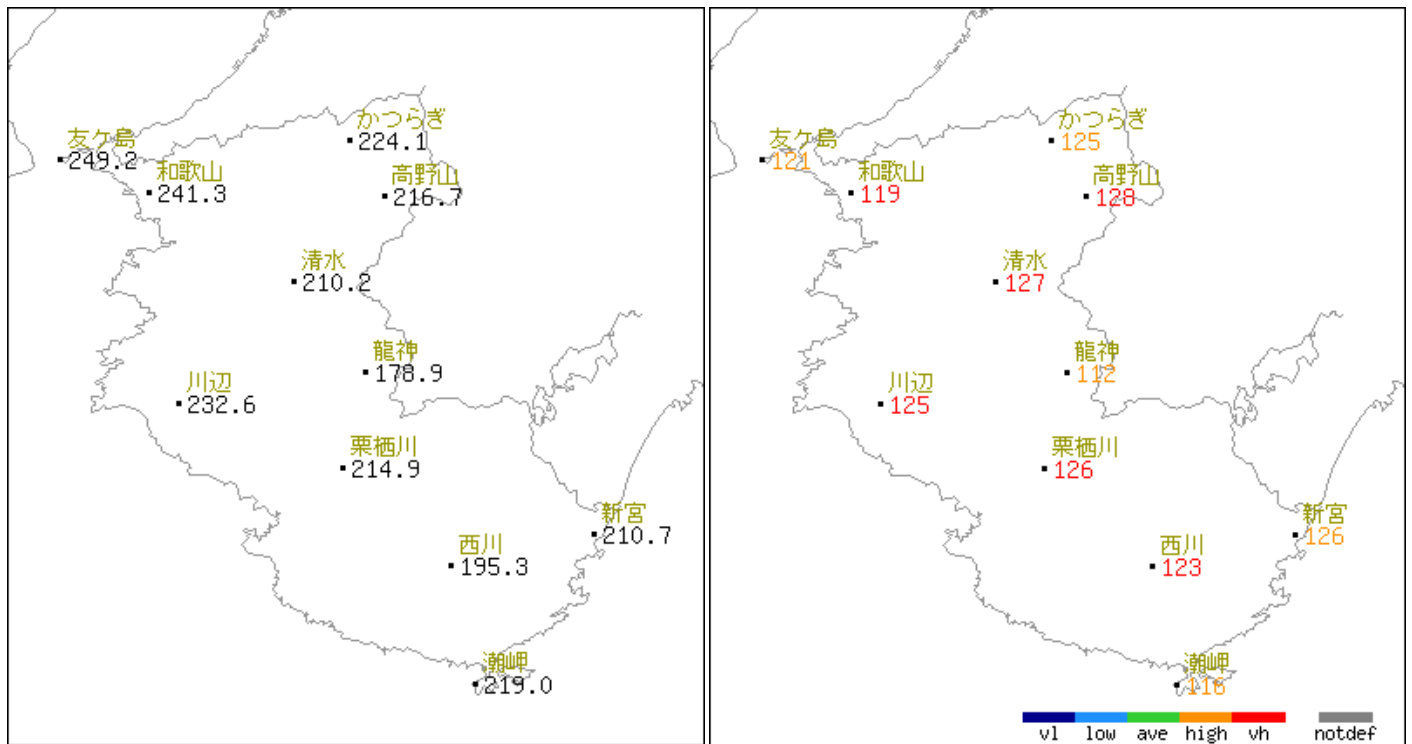 かつらぎ
224.1
友ケ島
249.2
和歌山
241.3
高野山
216.7
清水
210.2
龍神
178.9
川辺
232.6
栗栖川
214.9
新宮
210.7
西川
195.3
潮岬
219.0
かつらぎ
125
友ケ島
121
和歌山
119
高野山
128
清水
127
龍神
112
川辺
125
栗栖川
126
新宮
126
西川
123
潮岬
116
vl low ave high vh notdef